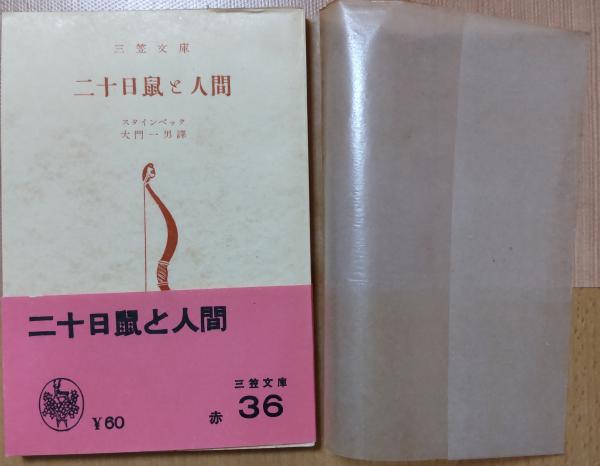 三笠文庫
二十日鼠と人間
スタインベック
大門一男譯
二十日鼠と人間
三笠文庫
¥60
赤 36